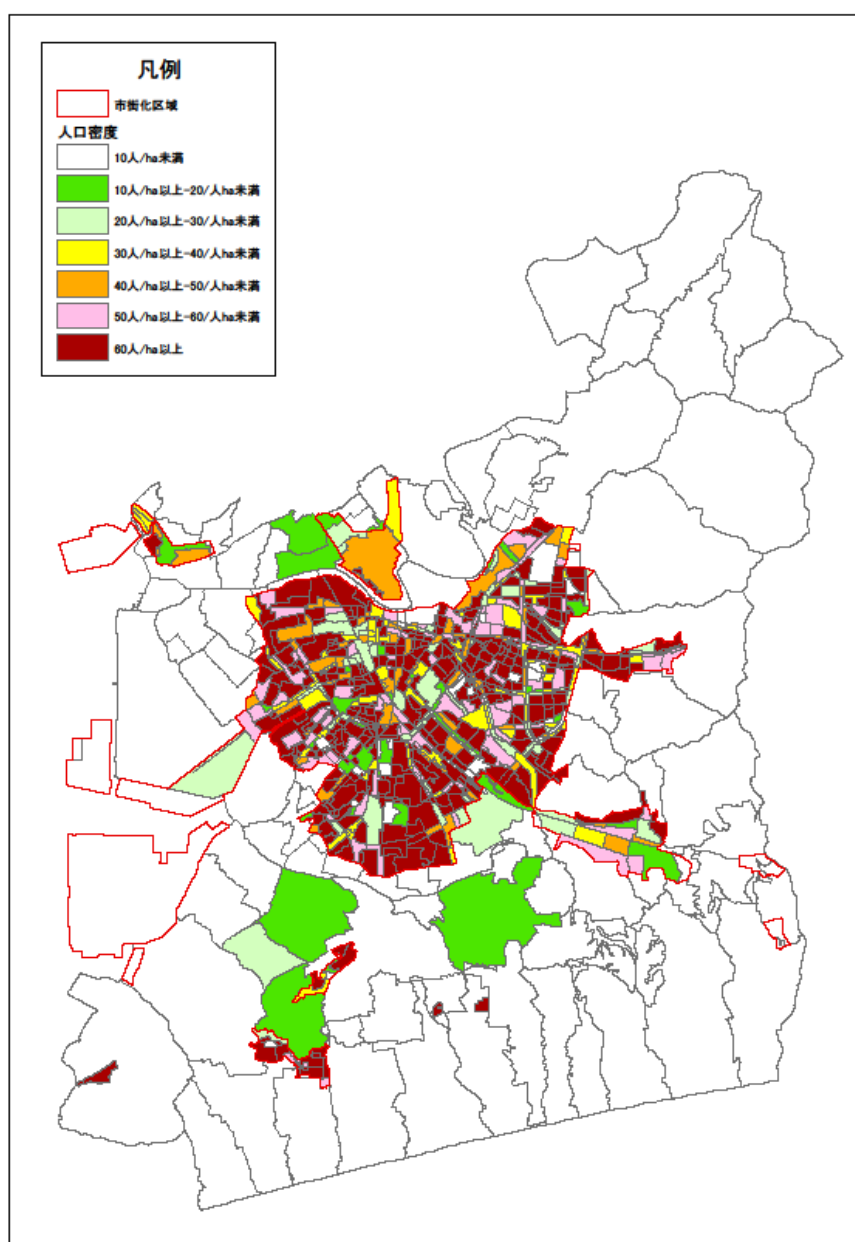 凡例
市街化区域
人口密度
10人/ha未満
10人/ha以上-20/人ha未満
20人/ha以上-30/人ha未満
30人/ha以上-40/人ha未満
40人/ha以上-50/人ha未満
50人/ha以上-60/人ha未満
60人/ha以上